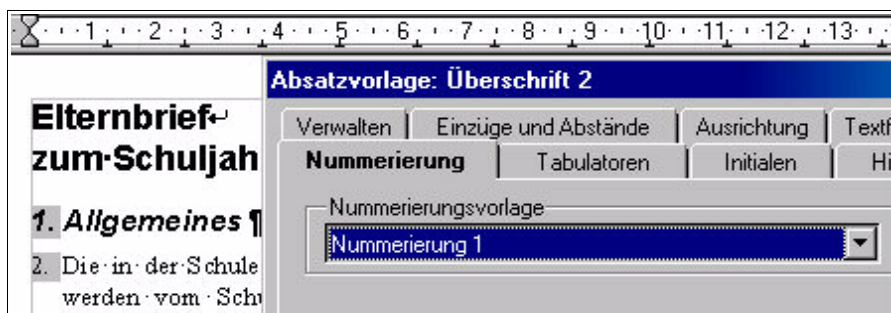 1 2 3 4 5 6 7 8 9 10 11 12 13
Absatzvorlage: Überschrift 2
Elternbrief
zum Schuljah
Verwalten Einzüge und Abstände Ausrichtung Textf
Nummerierung Tabulatoren Initialen Hi
1. Allgemeines ¶
Nummerierungsvorlage
Nummerierung 1
2. Die in der Schule
werden vom Schu